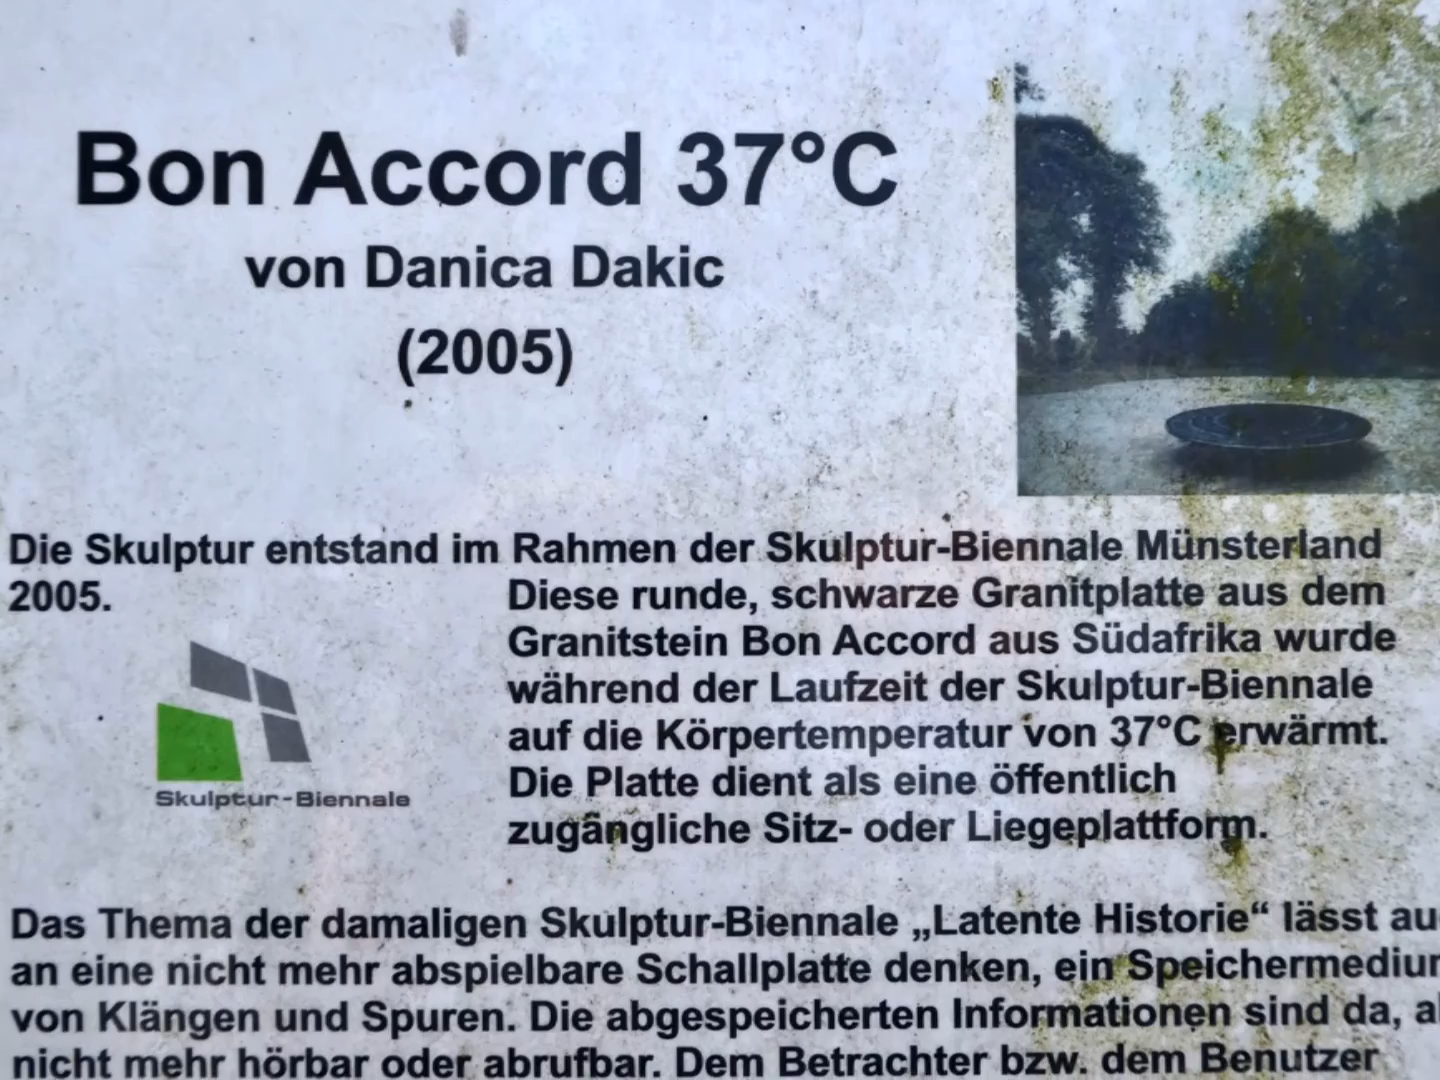 Bon Accord 37°C
von Danica Dakic
(2005)
Die Skulptur entstand im Rahmen der Skulptur-Biennale Münsterland
2005.
Diese runde, schwarze Granitplatte aus dem
Granitstein Bon Accord aus Südafrika wurde
während der Laufzeit der Skulptur-Biennale
auf die Körpertemperatur von 37°C erwärmt.
Die Platte dient als eine öffentlich
zugängliche Sitz- oder Liegeplattform.
Skulptur-Biennale
Das Thema der damaligen Skulptur-Biennale „Latente Historie“ lässt
an eine nicht mehr abspielbare Schallplatte denken, ein
von Klängen und Spuren. Die abgespeicherten Informationen sind da,
nicht mehr hörbar oder abrufbar. Dem Betrachter bzw. dem Benutzer